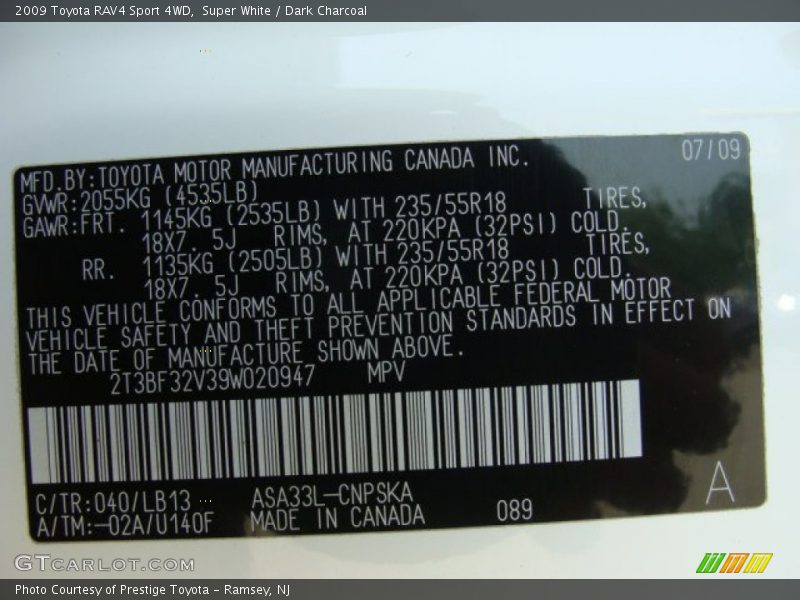 2009 Toyota RAV4 Sport 4WD,  Super White / Dark Charcoal
MFD.BY:TOYOTA MOTOR MANUFACTURING CANADA INC. 07/09
GVWR:2055KG (4535LB)
GAWR:FRT. 1145KG (2535LB) WITH 235/55R18 TIRES,
18X7. 5J RIMS, AT 220KPA (32PSI) COLD.
RR. 1135KG (2505LB) WITH 235/55R18 TIRES,
18X7. 5J RIMS, AT 220KPA (32PSI) COLD.
THIS VEHICLE CONFORMS TO ALL APPLICABLE FEDERAL MOTOR
VEHICLE SAFETY AND THEFT PREVENTION STANDARDS IN EFFECT ON
THE DATE OF MANUFACTURE SHOWN ABOVE.
2T3BF32V39W020947 MPV
C/TR:040/LB13 ASA33L-CNPSKA A
A/TM:-02A/U140F MADE IN CANADA 089
GTCARLOT.COM
Photo Courtesy of Prestige Toyota - Ramsey, NJ